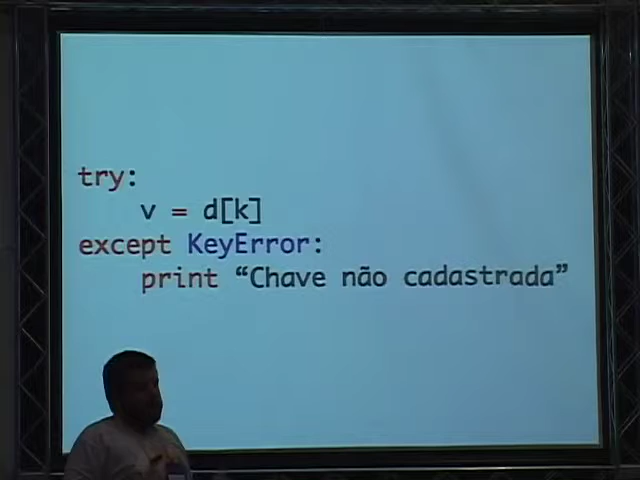 try:
    v = d[k]
except KeyError:
    print “Chave não cadastrada”